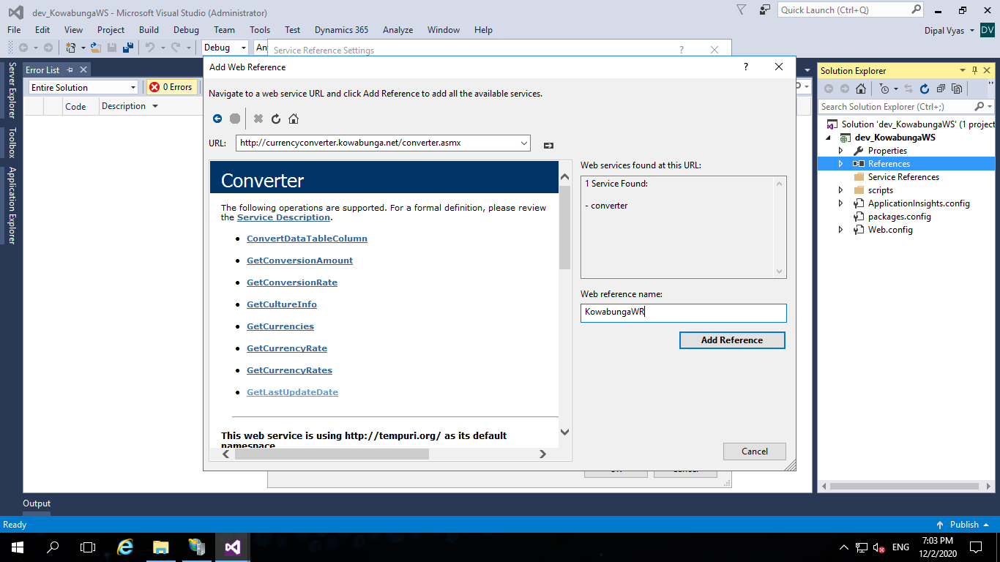 dev_KowabungaWS - Microsoft Visual Studio (Administrator)
Quick Launch (Ctrl+Q)
File Edit View Project Build Debug Team Tools Test Dynamics 365 Analyze Window Help
Dipal Vyas DV
Debug
Service Reference Settings
?
Add Web Reference
?
Navigate to a web service URL and click Add Reference to add all the available services.
URL: http://currencyconverter.kowabunga.net/converter.asmx
Converter
The following operations are supported. For a formal definition, please review
the Service Description.
• ConvertDataTableColumn
• GetConversionAmount
• GetConversionRate
• GetCultureInfo
• GetCurrencies
• GetCurrencyRate
• GetCurrencyRates
• GetLastUpdateDate
This web service is using http://tempuri.org/ as its default
namespace
Web services found at this URL:
1 Service Found:
- converter
Web reference name:
KowabungaWR
Add Reference
Cancel
Server Explorer
Toolbox
Application Explorer
Error List
Entire Solution
0 Errors
Code Description
Solution Explorer
Search Solution Explorer (Ctrl+;)
Solution 'dev_KowabungaWS' (1 project
dev_KowabungaWS
Properties
References
Service References
scripts
ApplicationInsights.config
packages.config
Web.config
Output
Ready
Publish
ENG
7:03 PM
12/2/2020